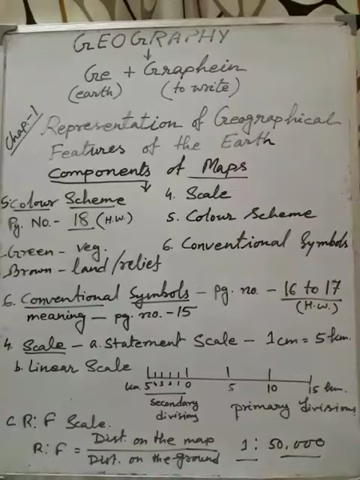 GEOGRAPHY
Ge + Graphein
(earth) (to write)
Chap-1
Representation of Geographical
Features of the Earth
Components of Maps
5. Colour Scheme 4. Scale
Pg. No. - 18 (H.W.) 5. Colour Scheme
Green - veg. 6. Conventional Symbols
Brown - land/relief
6. Conventional Symbols - pg. no. - 16 to 17
meaning - pg. no. - 15 (H.W.)
4. Scale - a. Statement Scale - 1cm = 5 km.
b. Linear Scale
km 5 4 3 2 1 0 5 10 15 km.
secondary primary divisions
divisions
C. R: F Scale.
R: F = Dist. on the map 1: 50,000
Dist. on the ground